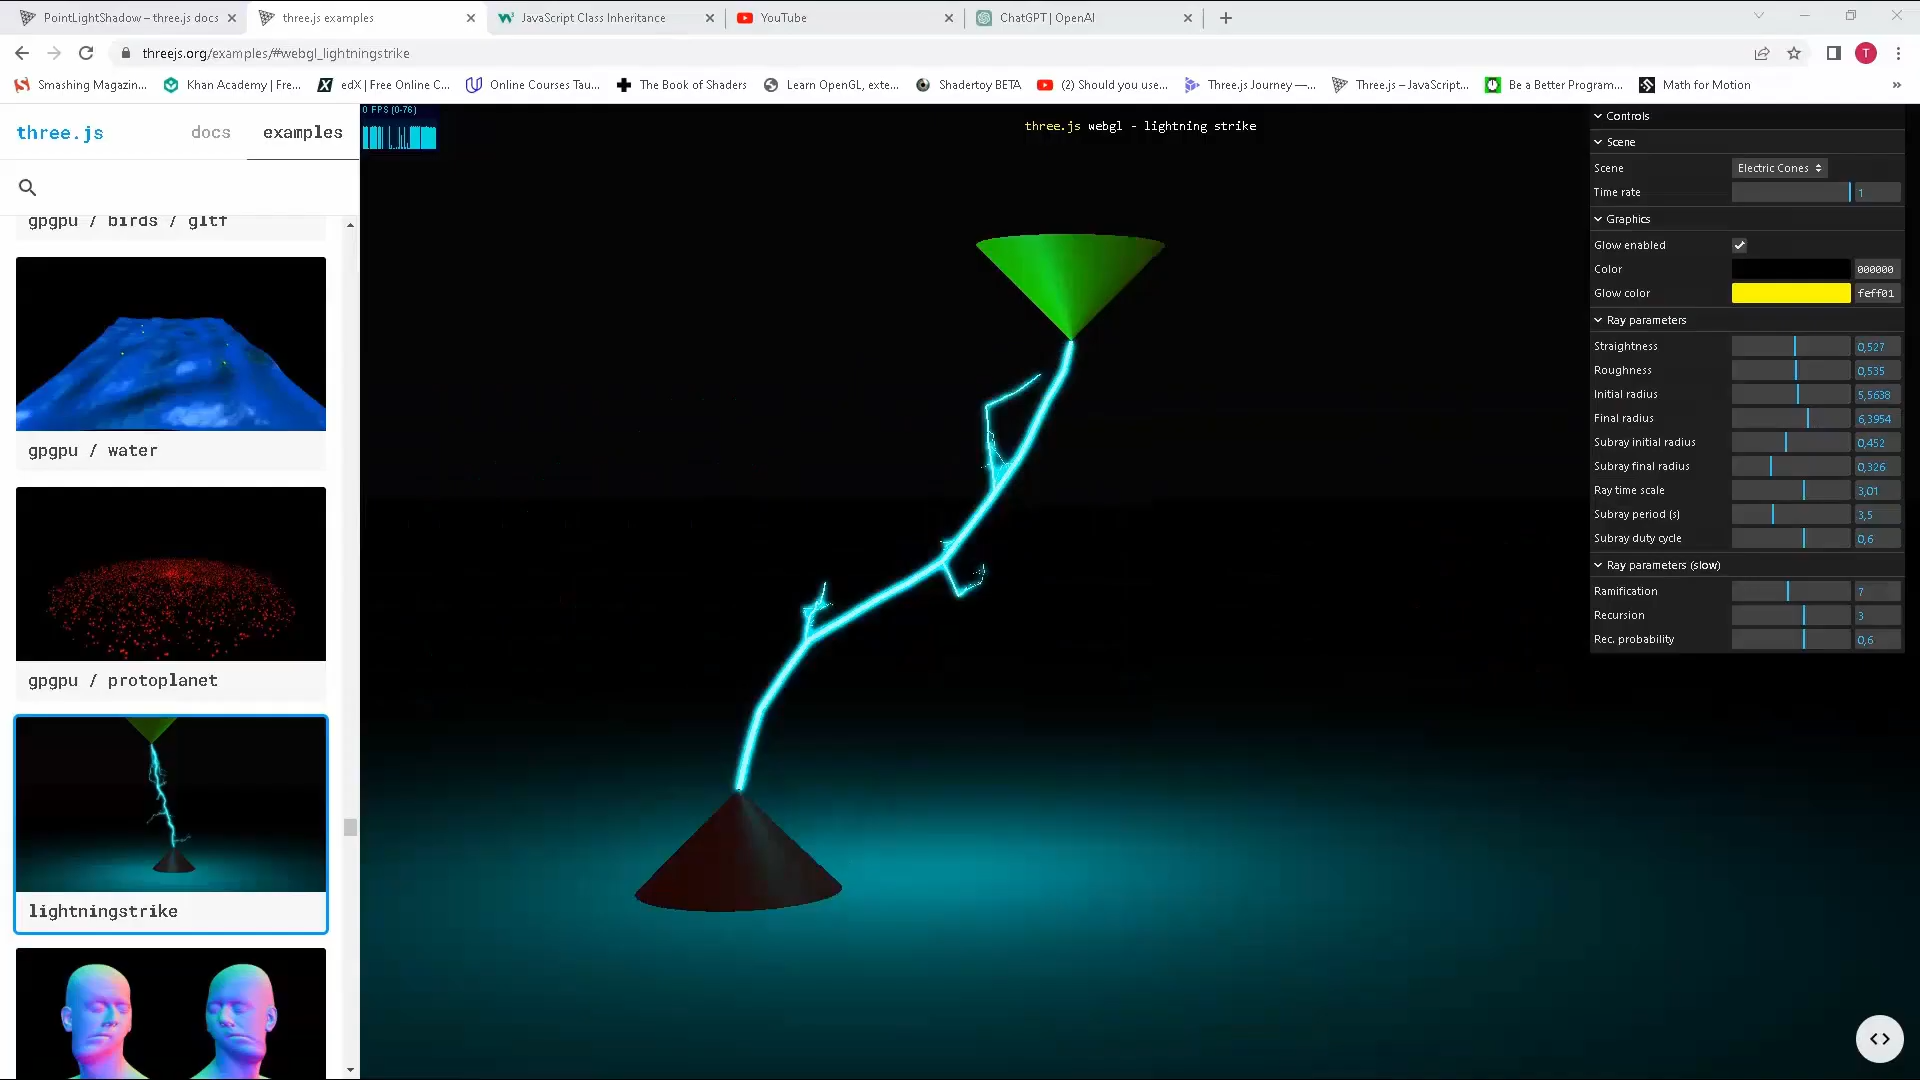 PointLightShadow – three.js docs
three.js examples
JavaScript Class Inheritance
YouTube
ChatGPT | OpenAI
threejs.org/examples/#webgl_lightningstrike
T
Smashing Magazin...
Khan Academy | Fre...
edX | Free Online C...
Online Courses Tau...
The Book of Shaders
Learn OpenGL, exte...
Shadertoy BETA
(2) Should you use...
Three.js Journey —...
Three.js – JavaScript...
Be a Better Program...
Math for Motion
»
three.js
docs
examples
gpgpu / birds / gltf
gpgpu / water
gpgpu / protoplanet
lightningstrike
0 FPS (0-76)
three.js webgl - lightning strike
Controls
Scene
Scene Electric Cones
Time rate 1
Graphics
Glow enabled
Color 000000
Glow color feff01
Ray parameters
Straightness 0,527
Roughness 0,535
Initial radius 5,5638
Final radius 6,3954
Subray initial radius 0,452
Subray final radius 0,326
Ray time scale 3,01
Subray period (s) 3,5
Subray duty cycle 0,6
Ray parameters (slow)
Ramification 7
Recursion 3
Rec. probability 0,6